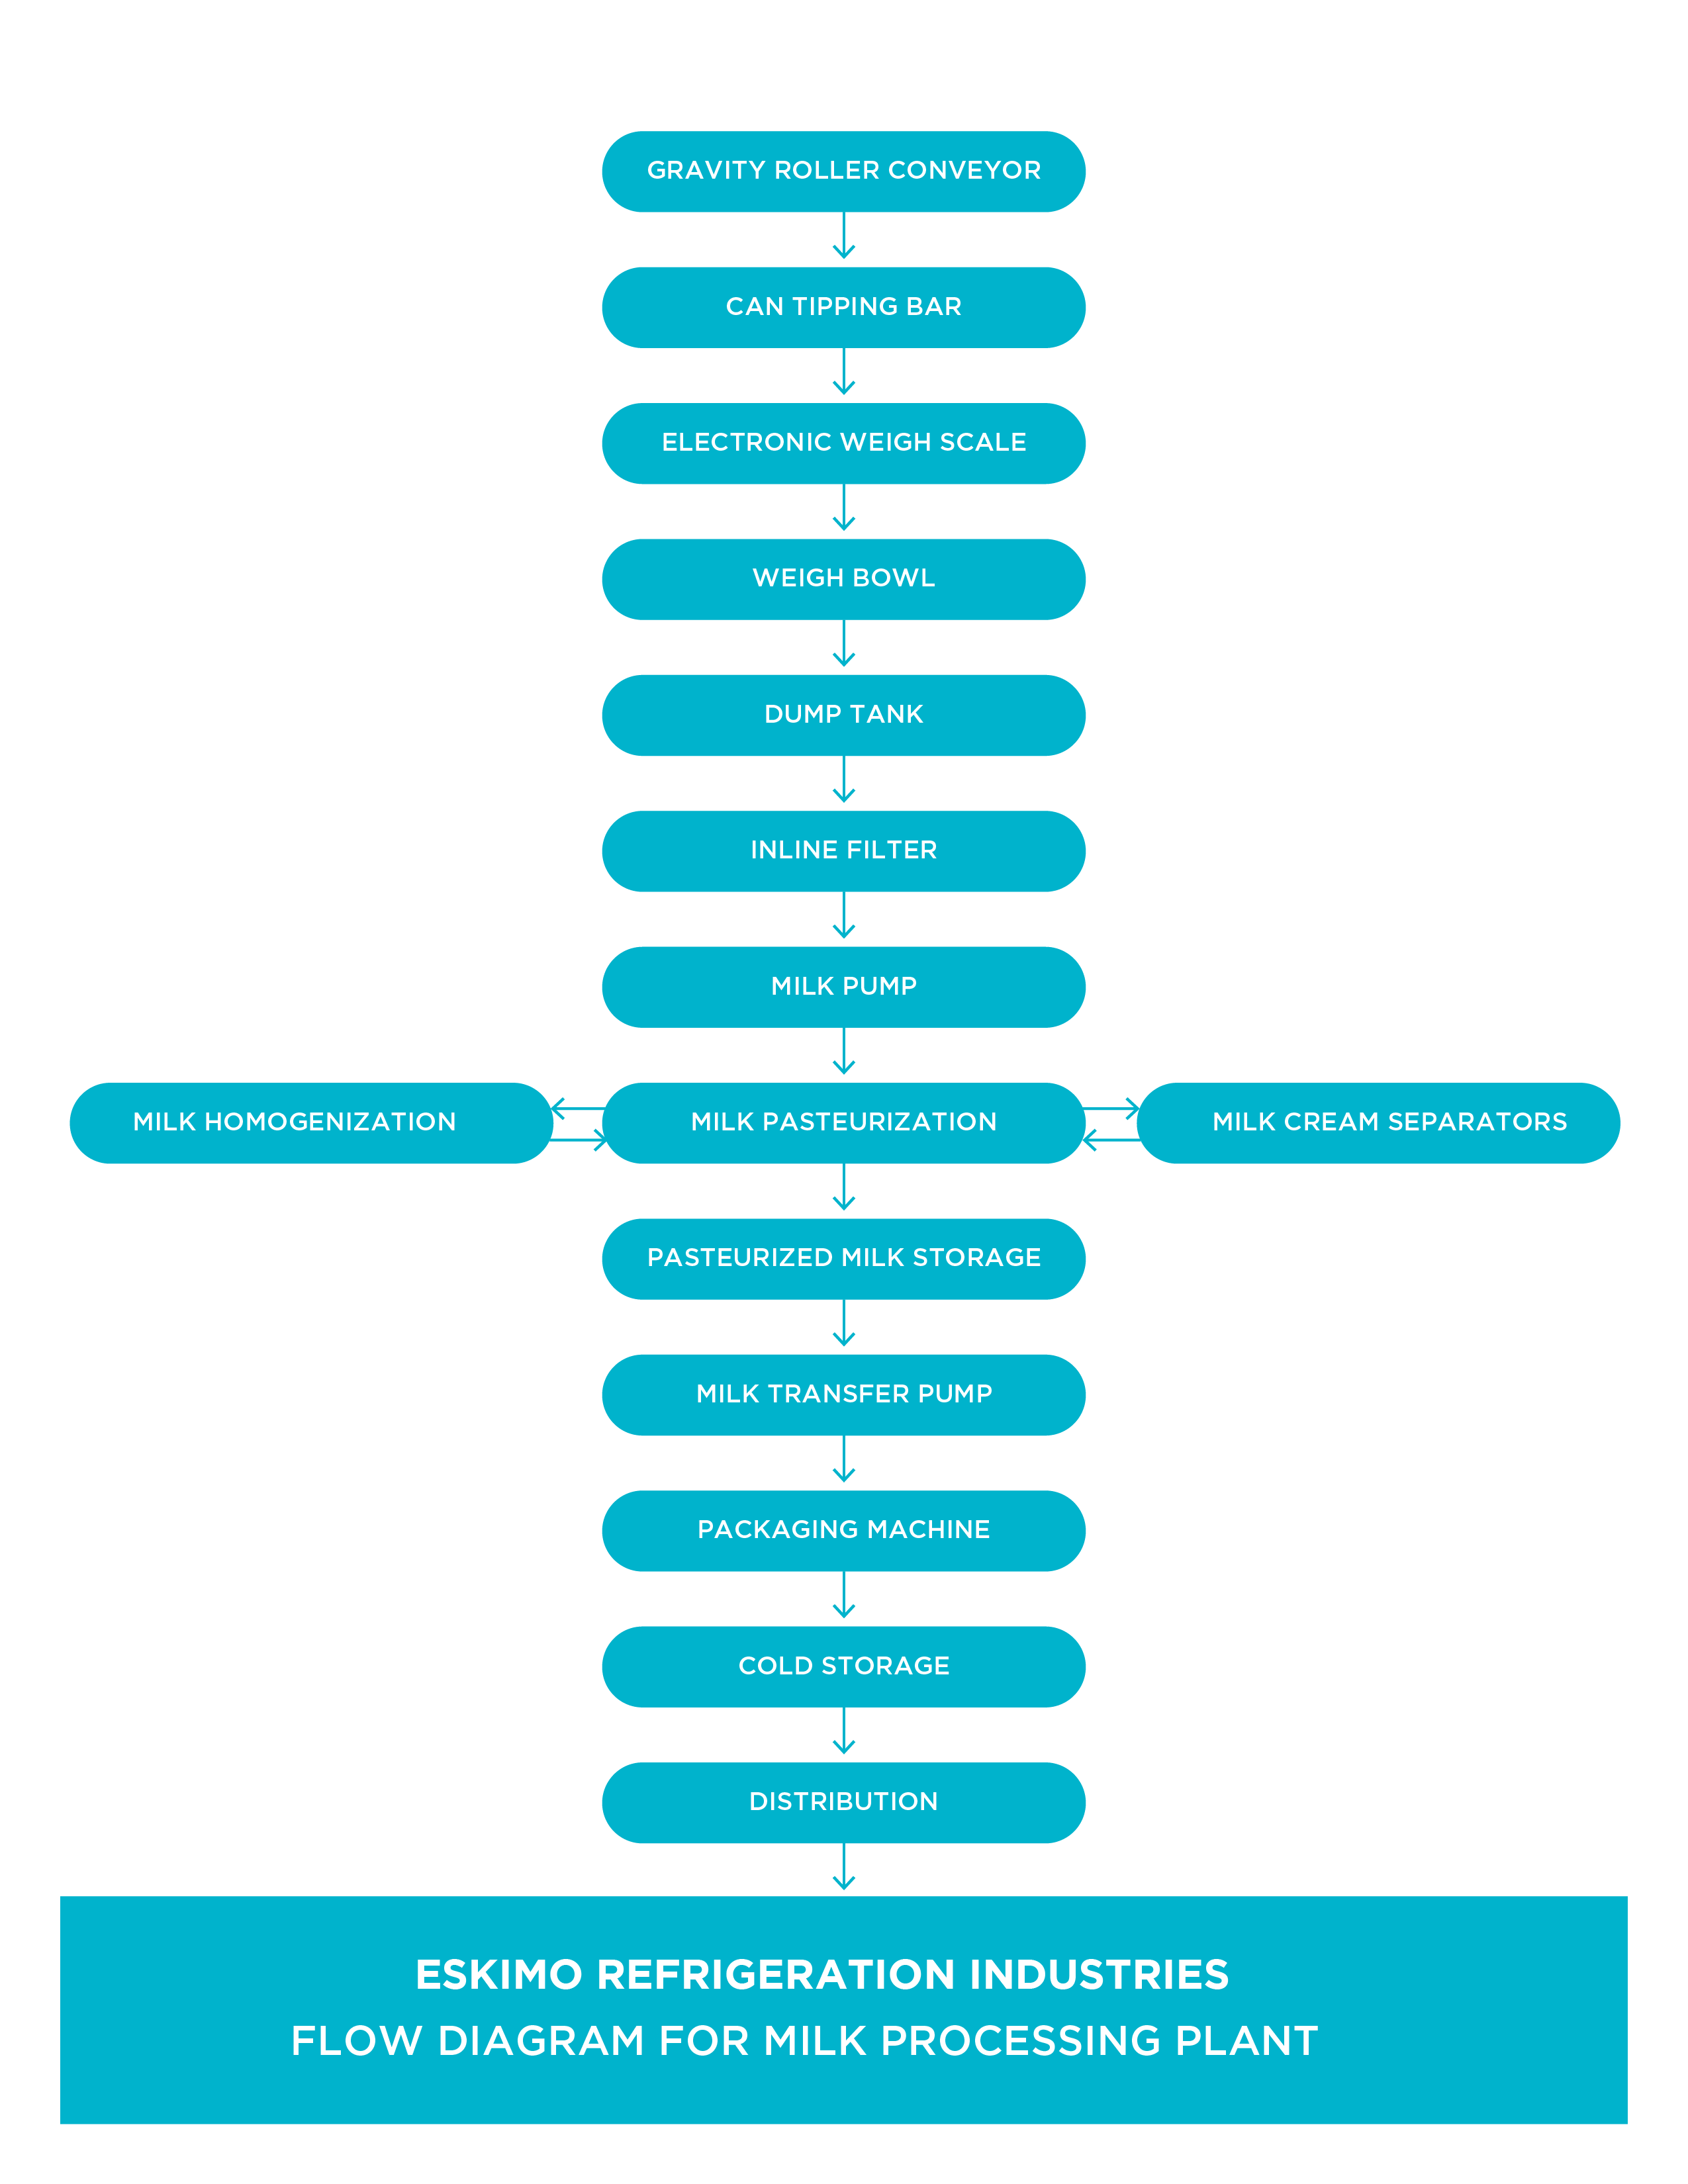 GRAVITY ROLLER CONVEYOR
CAN TIPPING BAR
ELECTRONIC WEIGH SCALE
WEIGH BOWL
DUMP TANK
INLINE FILTER
MILK PUMP
MILK HOMOGENIZATION
MILK PASTEURIZATION
MILK CREAM SEPARATORS
PASTEURIZED MILK STORAGE
MILK TRANSFER PUMP
PACKAGING MACHINE
COLD STORAGE
DISTRIBUTION
ESKIMO REFRIGERATION INDUSTRIES
FLOW DIAGRAM FOR MILK PROCESSING PLANT